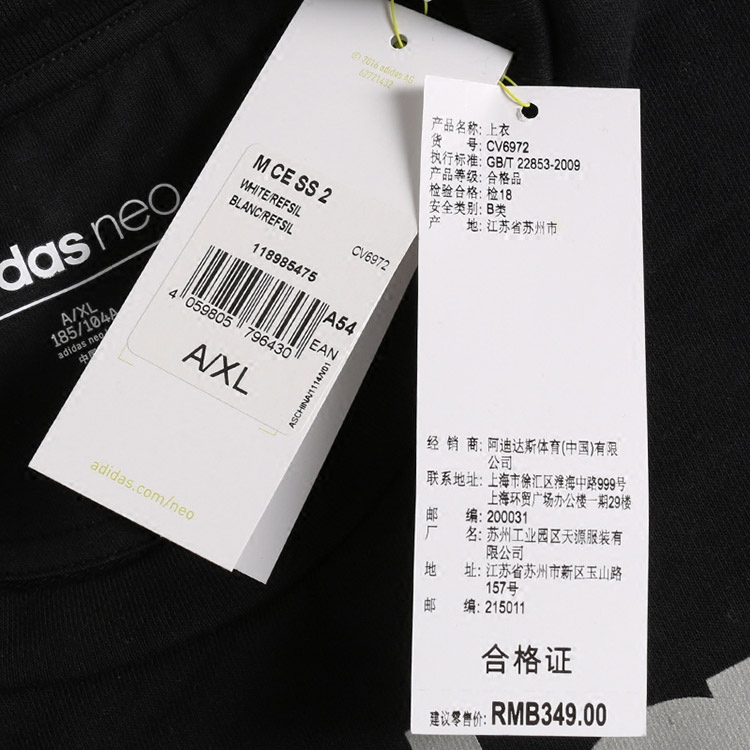 das neo
A/XL
185/104A
adidas neo
© 2016 adidas AG
M CE SS 2
WHITE/REFSIL
BLANC/REFSIL
CV6972
118985475
4 059805 796430 EAN
A54
A/XL
ASCHINA/1114/V01
adidas.com/neo
产品名称: 上衣
货 号: CV6972
执行标准: GB/T 22853-2009
产品等级: 合格品
检验合格: 检18
安全类别: B类
产 地: 江苏省苏州市
经 销 商: 阿迪达斯体育(中国)有限
公司
联系地址: 上海市徐汇区淮海中路999号
上海环贸广场办公楼一期29楼
邮 编: 200031
厂 名: 苏州工业园区天源服装有
限公司
地 址: 江苏省苏州市新区玉山路
157号
邮 编: 215011
合格证
建议零售价: RMB349.00